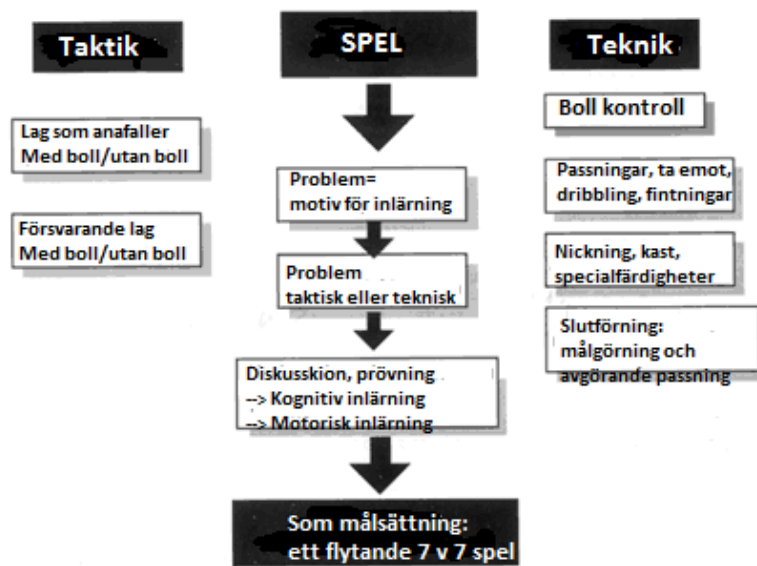 Taktik
Lag som anafaller
Med boll/utan boll
Försvarande lag
Med boll/utan boll
SPEL
Problem=
motiv för inlärning
Problem
taktisk eller teknisk
Diskusskion, prövning
--> Kognitiv inlärning
--> Motorisk inlärning
Som målsättning:
ett flytande 7 v 7 spel
Teknik
Boll kontroll
Passningar, ta emot,
dribbling, fintningar
Nickning, kast,
specialfärdigheter
Slutförning:
målgörning och
avgörande passning